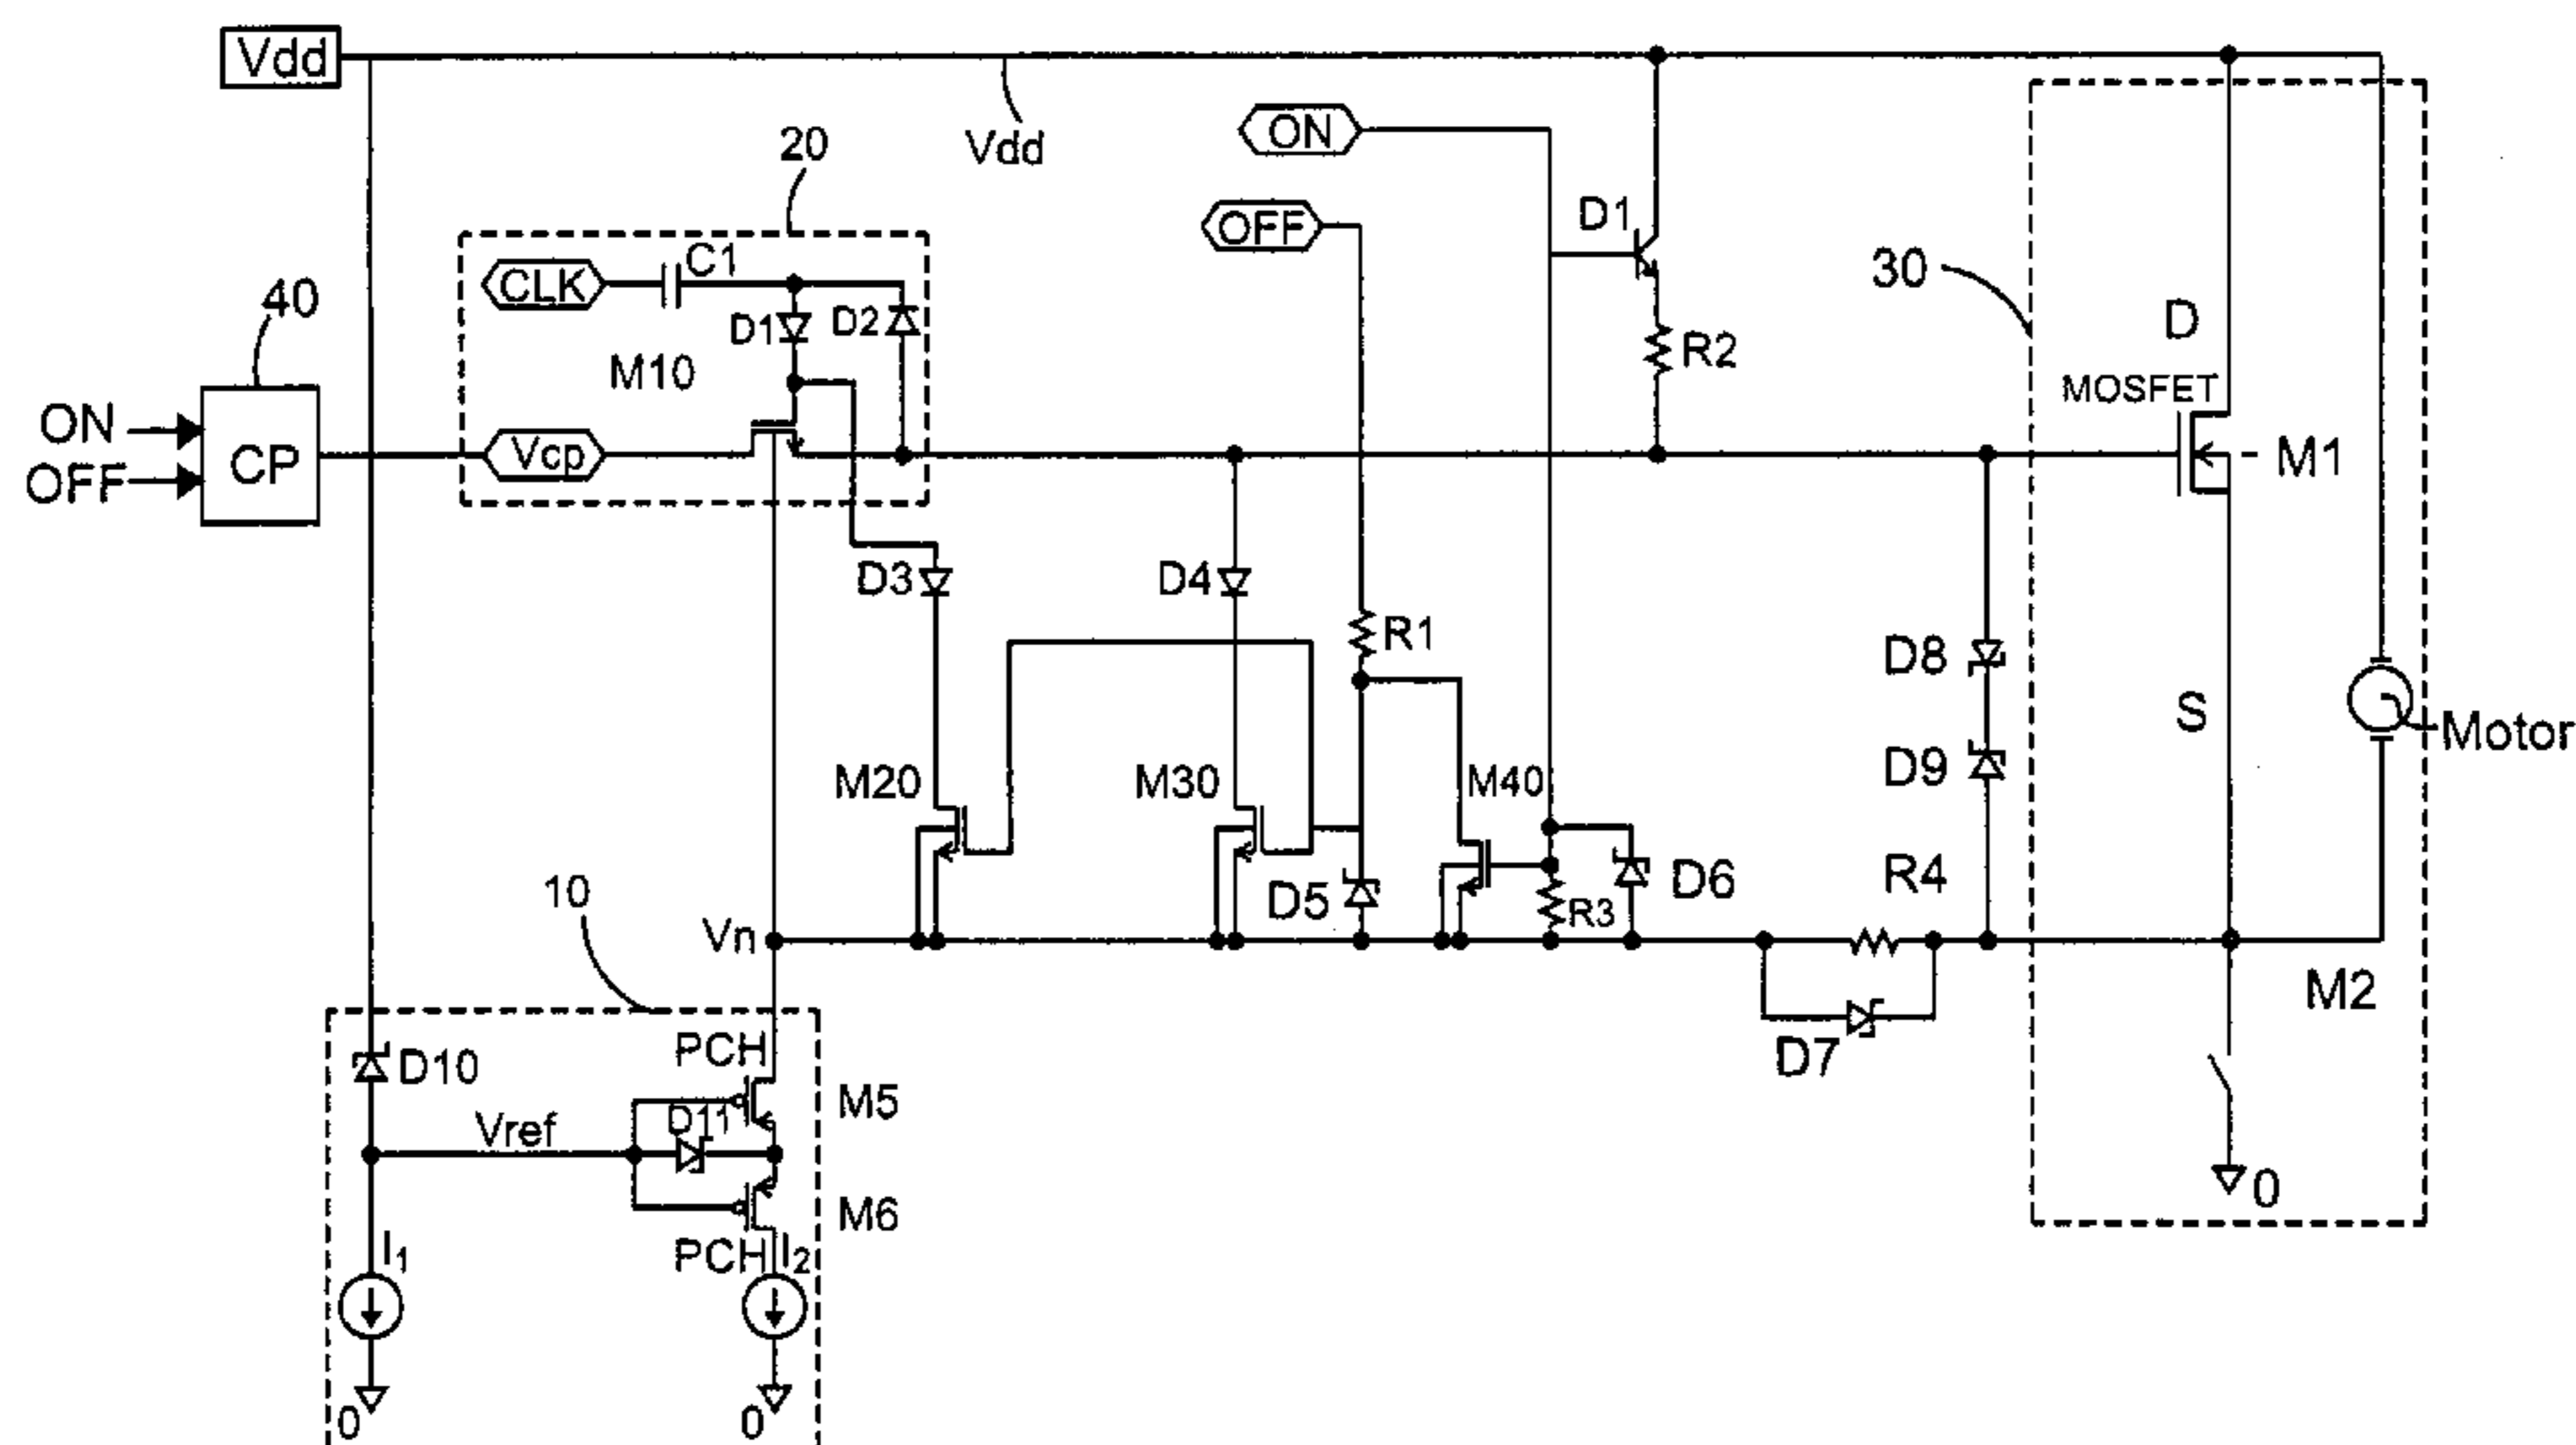 Vdd
Vdd
20
ON
OFF
D1
30
D
40
CLK
C1
D1
D2
R2
M10
MOSFET
ON
OFF
CP
Vcp
M1
D3
D4
R1
D8
S
Motor
M20
M30
M40
D9
10
D5
R3
D6
R4
Vn
M2
PCH
D10
D7
M5
D11
Vref
M6
0
PCH
I1
I2
0
0